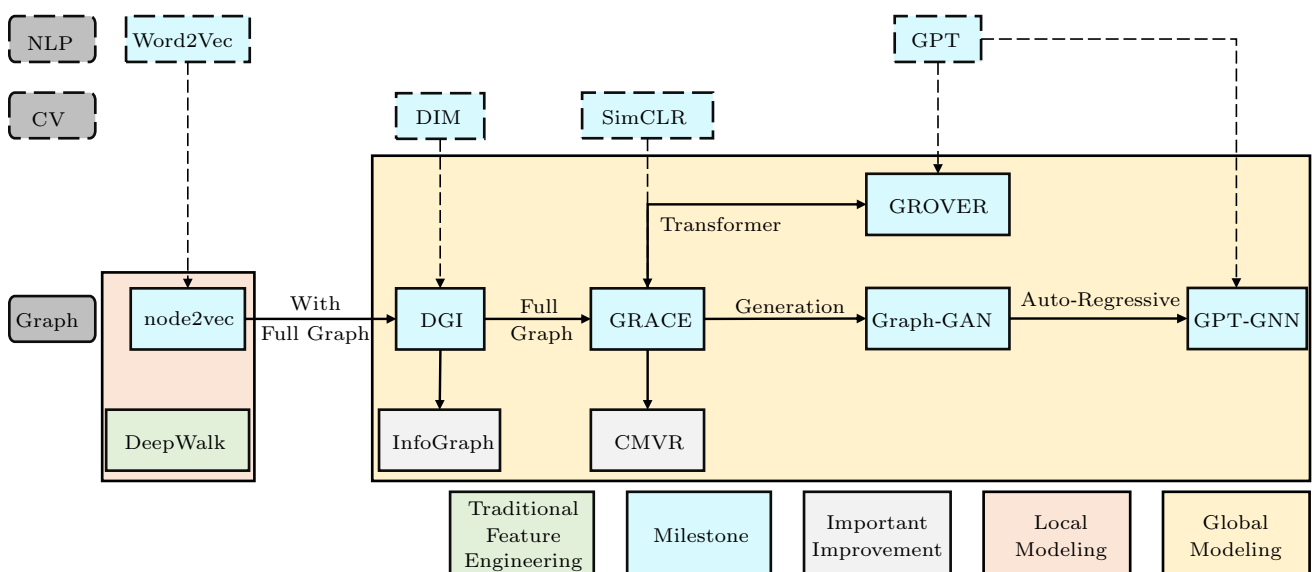 NLP
Word2Vec
GPT
CV
DIM
SimCLR
GROVER
Transformer
Graph
node2vec
With
Full Graph
DGI
Full
Graph
GRACE
Generation
Graph-GAN
Auto-Regressive
GPT-GNN
DeepWalk
InfoGraph
CMVR
Traditional
Feature
Engineering
Milestone
Important
Improvement
Local
Modeling
Global
Modeling